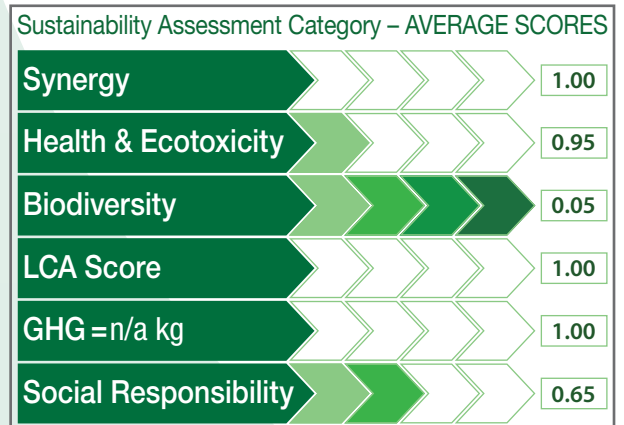 Sustainability Assessment Category – AVERAGE SCORES
Synergy 1.00
Health & Ecotoxicity 0.95
Biodiversity 0.05
LCA Score 1.00
GHG=n/a kg 1.00
Social Responsibility 0.65